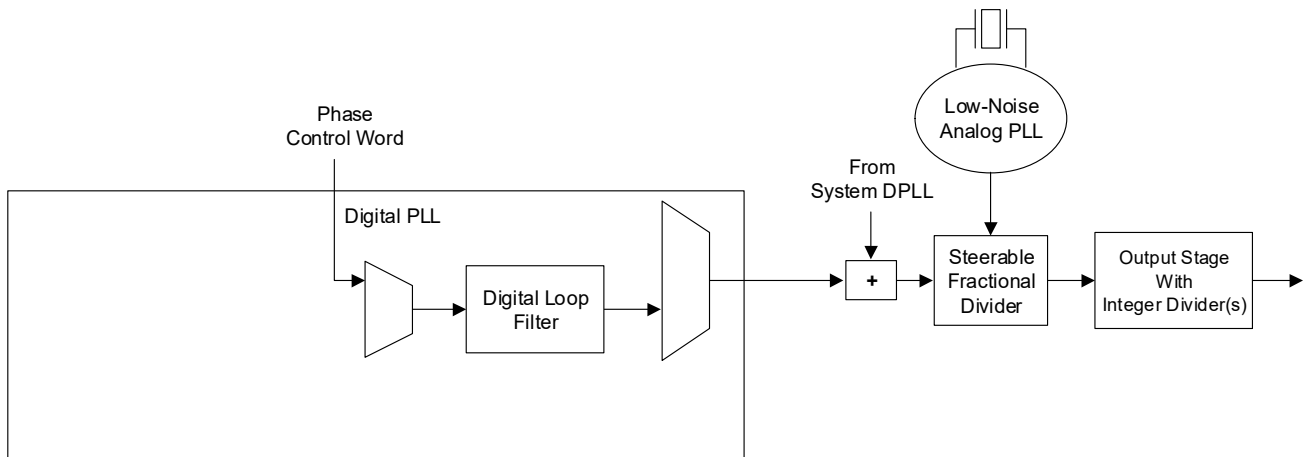 Low-Noise
Analog PLL
Phase
Control Word
From
System DPLL
Digital PLL
Steerable
Fractional
Divider
Output Stage
With
Integer Divider(s)
+
Digital Loop
Filter